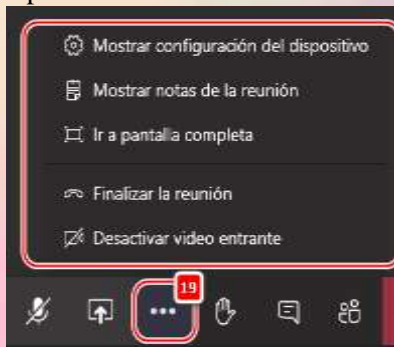 Mostrar configuración del dispositivo
Mostrar notas de la reunión
Ir a pantalla completa
Finalizar la reunión
Desactivar video entrante
19